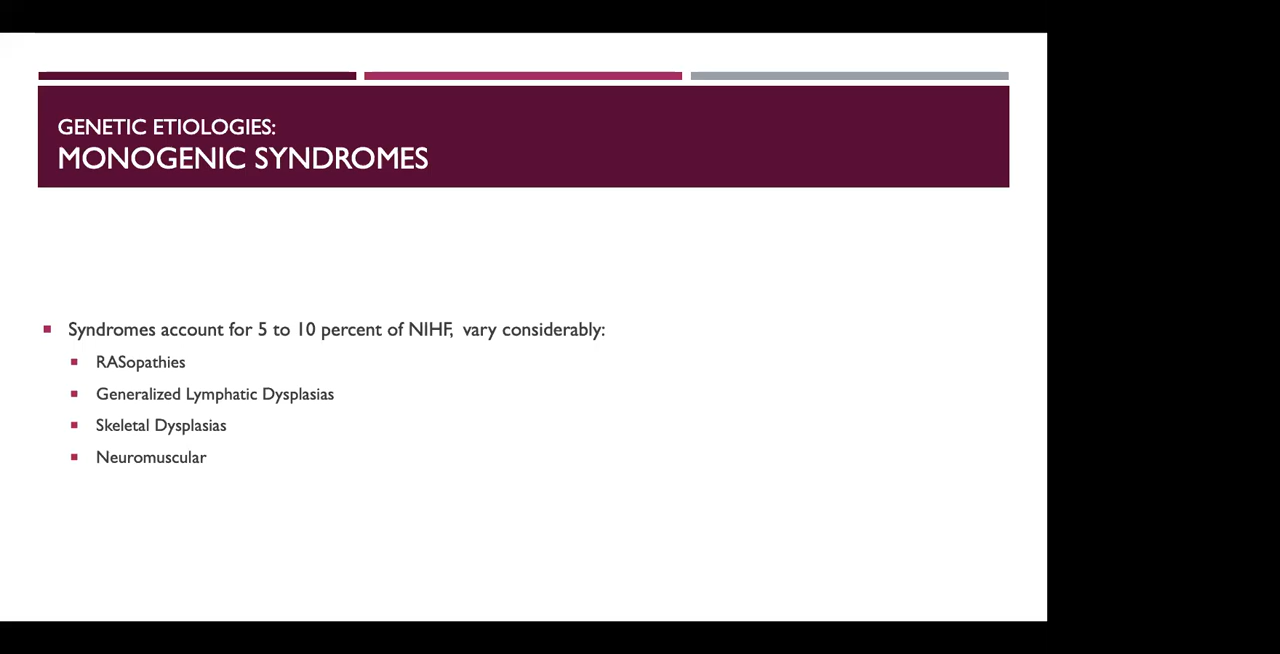 GENETIC ETIOLOGIES:
MONOGENIC SYNDROMES
Syndromes account for 5 to 10 percent of NIHF,  vary considerably:
RASopathies
Generalized Lymphatic Dysplasias
Skeletal Dysplasias
Neuromuscular